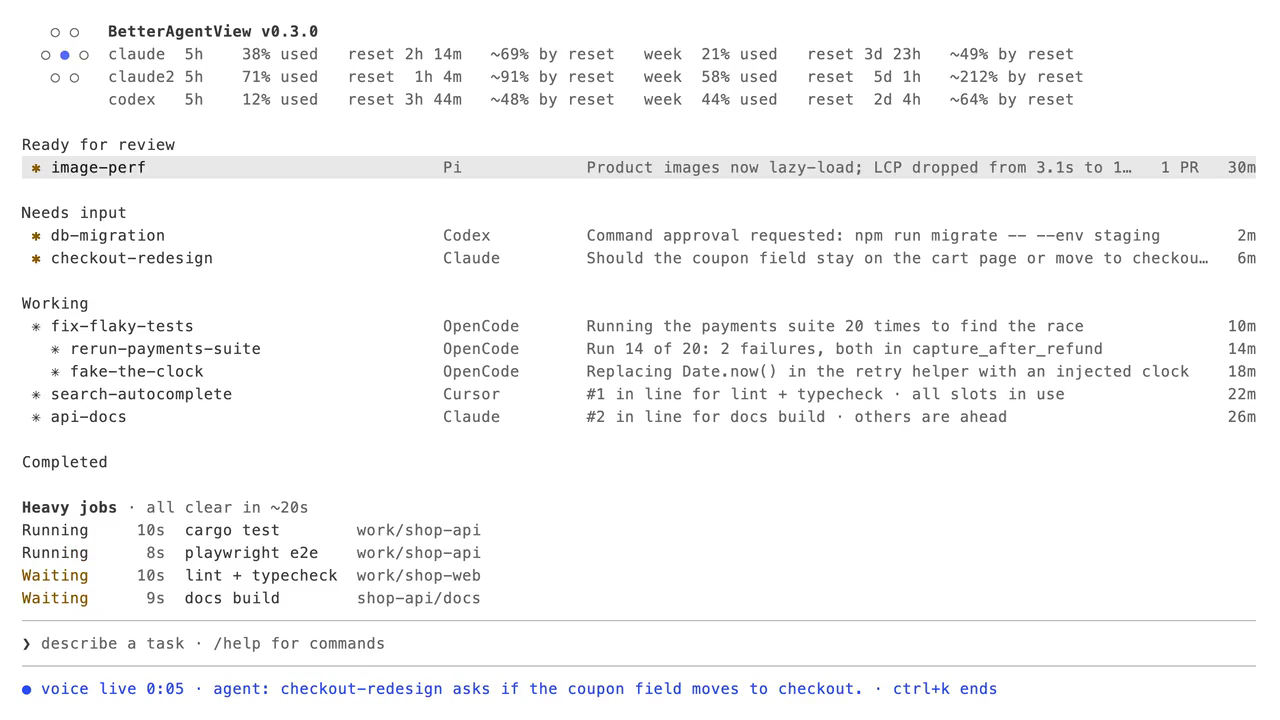 BetterAgentView v0.3.0
claude 5h 38% used reset 2h 14m ~69% by reset week 21% used reset 3d 23h ~49% by reset
claude2 5h 71% used reset 1h 4m ~91% by reset week 58% used reset 5d 1h ~212% by reset
codex 5h 12% used reset 3h 44m ~48% by reset week 44% used reset 2d 4h ~64% by reset
Ready for review
✱ image-perf Pi Product images now lazy-load; LCP dropped from 3.1s to 1… 1 PR 30m
Needs input
✱ db-migration Codex Command approval requested: npm run migrate -- --env staging 2m
✱ checkout-redesign Claude Should the coupon field stay on the cart page or move to checkou… 6m
Working
✳ fix-flaky-tests OpenCode Running the payments suite 20 times to find the race 10m
✳ rerun-payments-suite OpenCode Run 14 of 20: 2 failures, both in capture_after_refund 14m
✳ fake-the-clock OpenCode Replacing Date.now() in the retry helper with an injected clock 18m
✳ search-autocomplete Cursor #1 in line for lint + typecheck · all slots in use 22m
✳ api-docs Claude #2 in line for docs build · others are ahead 26m
Completed
Heavy jobs · all clear in ~20s
Running 10s cargo test work/shop-api
Running 8s playwright e2e work/shop-api
Waiting 10s lint + typecheck work/shop-web
Waiting 9s docs build shop-api/docs
❯ describe a task · /help for commands
● voice live 0:05 · agent: checkout-redesign asks if the coupon field moves to checkout. · ctrl+k ends